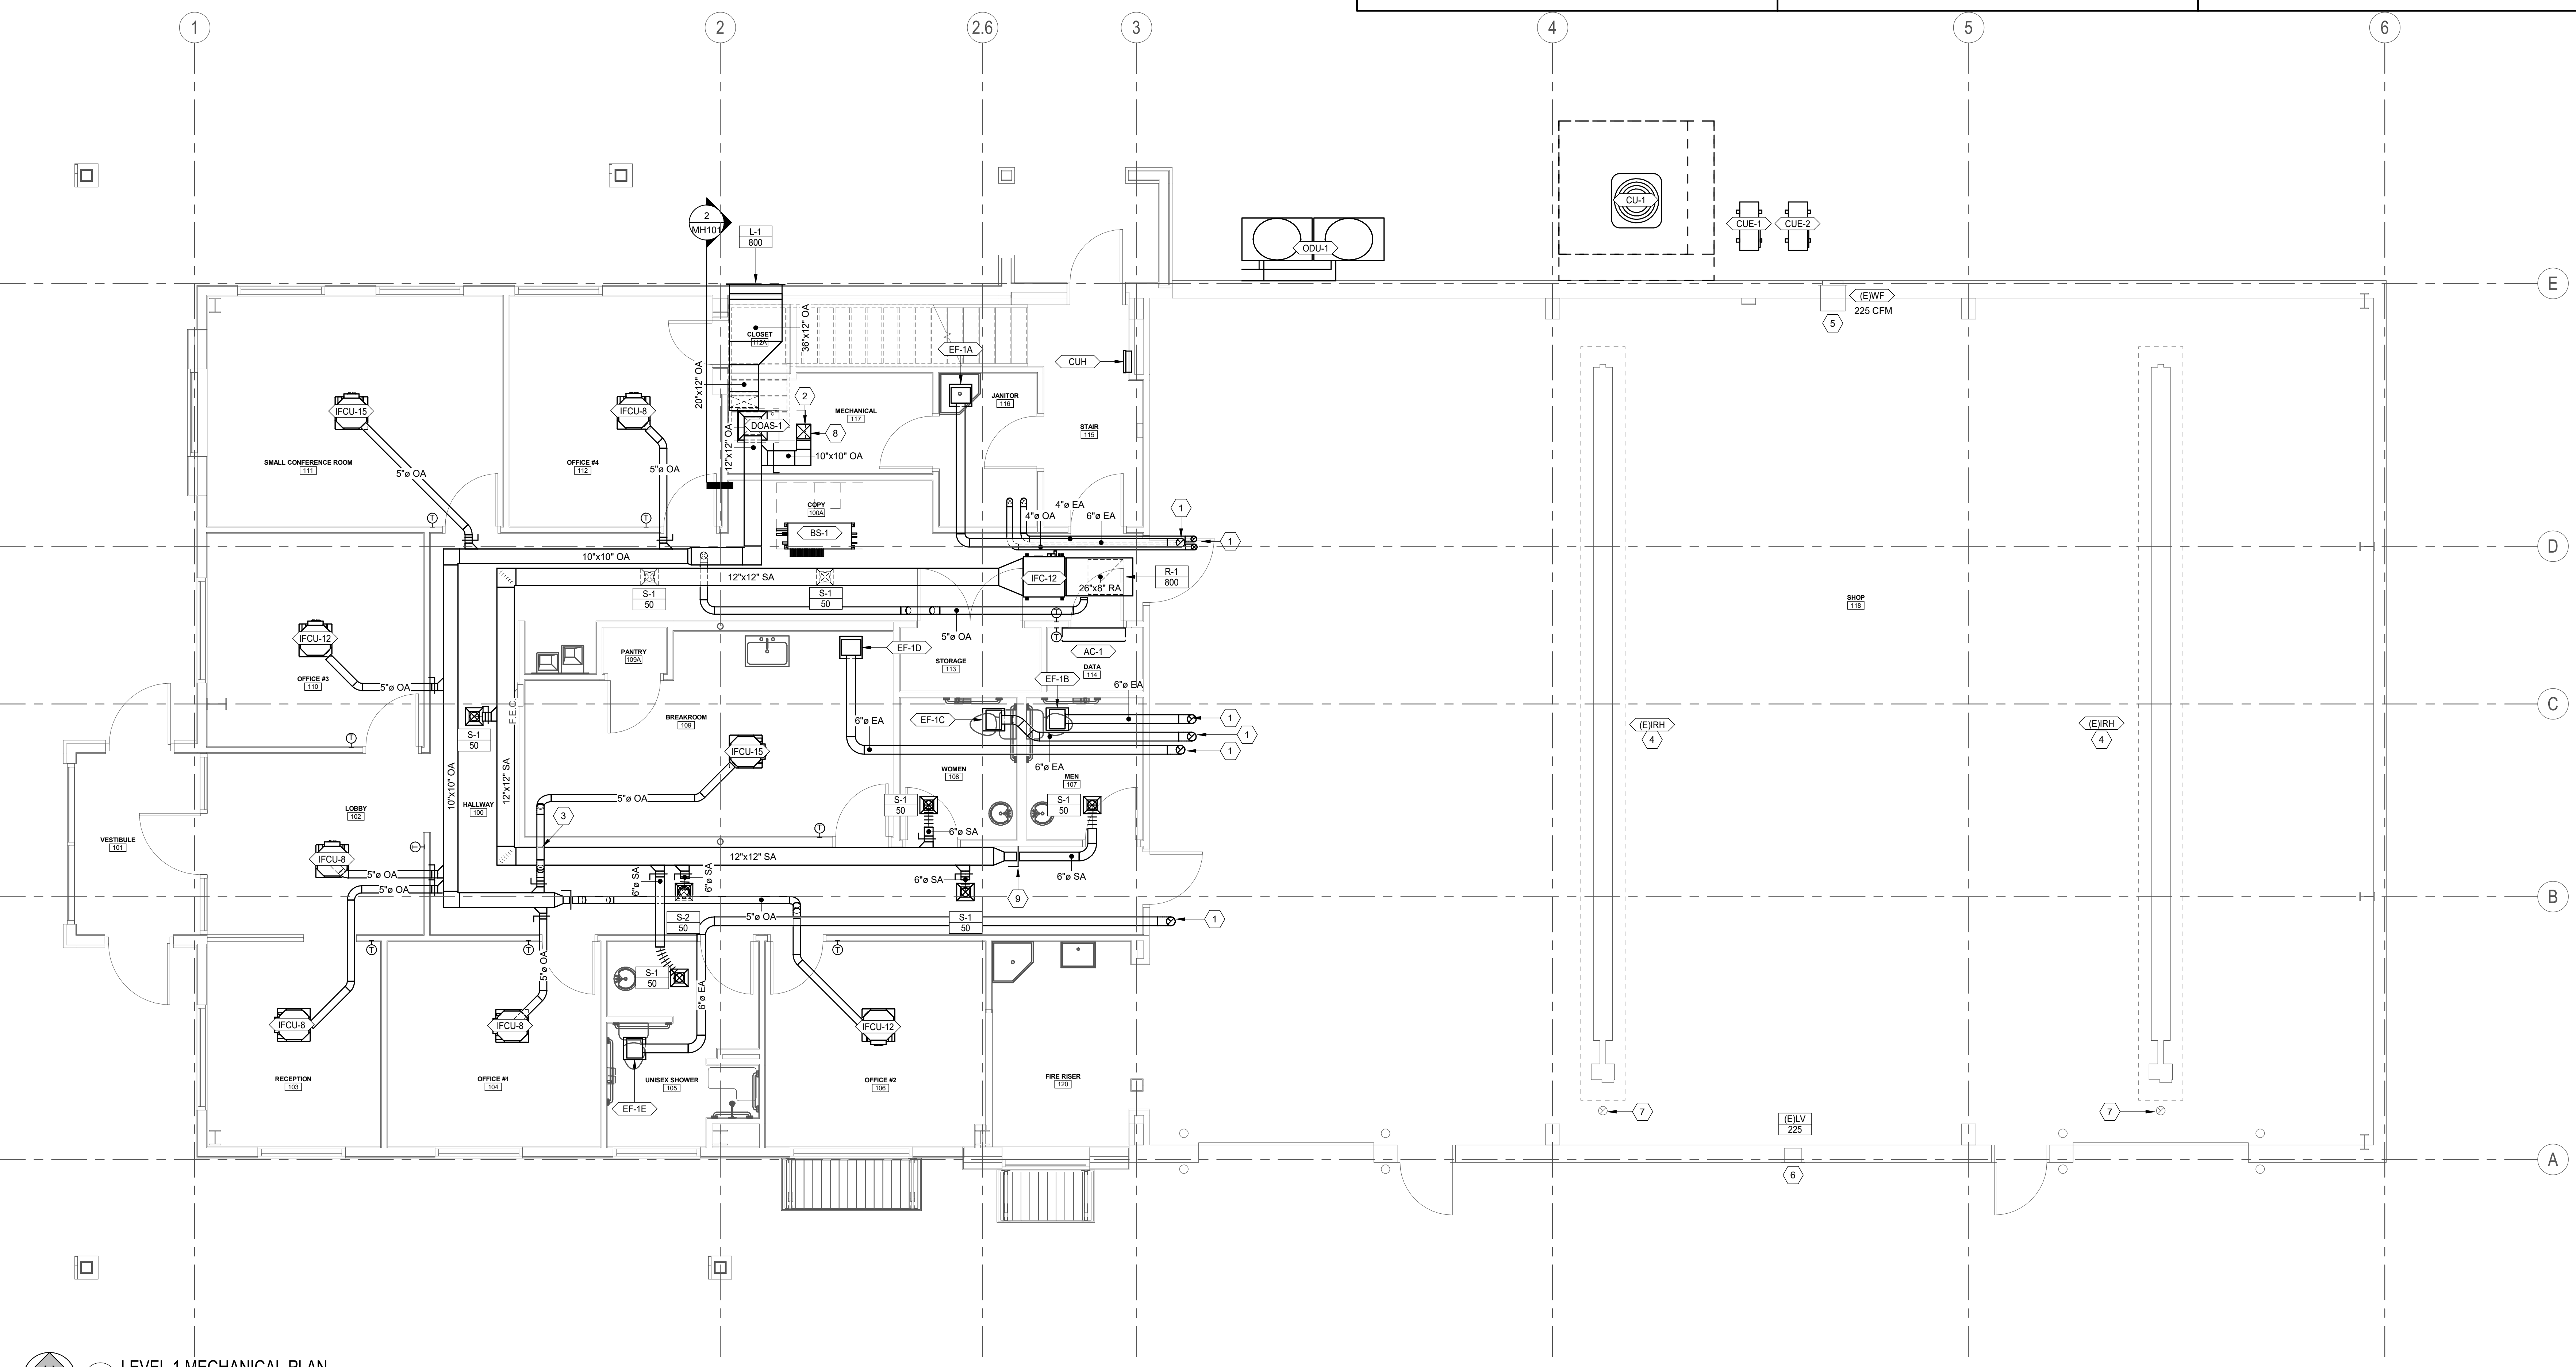 1
2
2.6
3
4
5
6
2
MH101
L-1
800
CU-1
CUE-1
CUE-2
ODU-1
E
(E)WF
225 CFM
5
CLOSET
112A
36"x12" OA
EF-1A
CUH
20"x12" OA
IFCU-15
IFCU-8
2
MECHANICAL
117
JANITOR
116
DOAS-1
8
STAIR
115
12"x12" OA
10"x10" OA
SMALL CONFERENCE ROOM
111
OFFICE #4
112
5"ø OA
5"ø OA
COPY
100A
BS-1
4"ø OA
4"ø EA
6"ø EA
1
1
T
T
D
10"x10" OA
12"x12" SA
IFC-12
26"x8" RA
R-1
800
S-1
50
S-1
50
SHOP
118
T
T
5"ø OA
IFCU-12
PANTRY
109A
EF-1D
STORAGE
113
AC-1
DATA
114
EF-1B
6"ø EA
OFFICE #3
110
5"ø OA
F.E.C.
C
BREAKROOM
109
EF-1C
1
1
1
6"ø EA
6"ø EA
(E)IRH
4
(E)IRH
4
S-1
50
T
IFCU-15
WOMEN
108
MEN
107
10"x10" OA
12"x12" SA
HALLWAY
100
LOBBY
102
5"ø OA
3
S-1
50
S-1
50
VESTIBULE
101
T
T
6"ø SA
IFCU-8
5"ø OA
5"ø OA
12"x12" SA
6"ø SA
6"ø SA
6"ø SA
6"ø SA
9
B
S-2
50
5"ø OA
S-1
50
1
T
T
T
5"ø OA
S-1
50
6"ø EA
IFCU-8
IFCU-8
IFCU-12
RECEPTION
103
OFFICE #1
104
UNISEX SHOWER
105
OFFICE #2
106
FIRE RISER
120
EF-1E
7
7
(E)LV
225
A
6
LEVEL 1 MECHANICAL PLAN